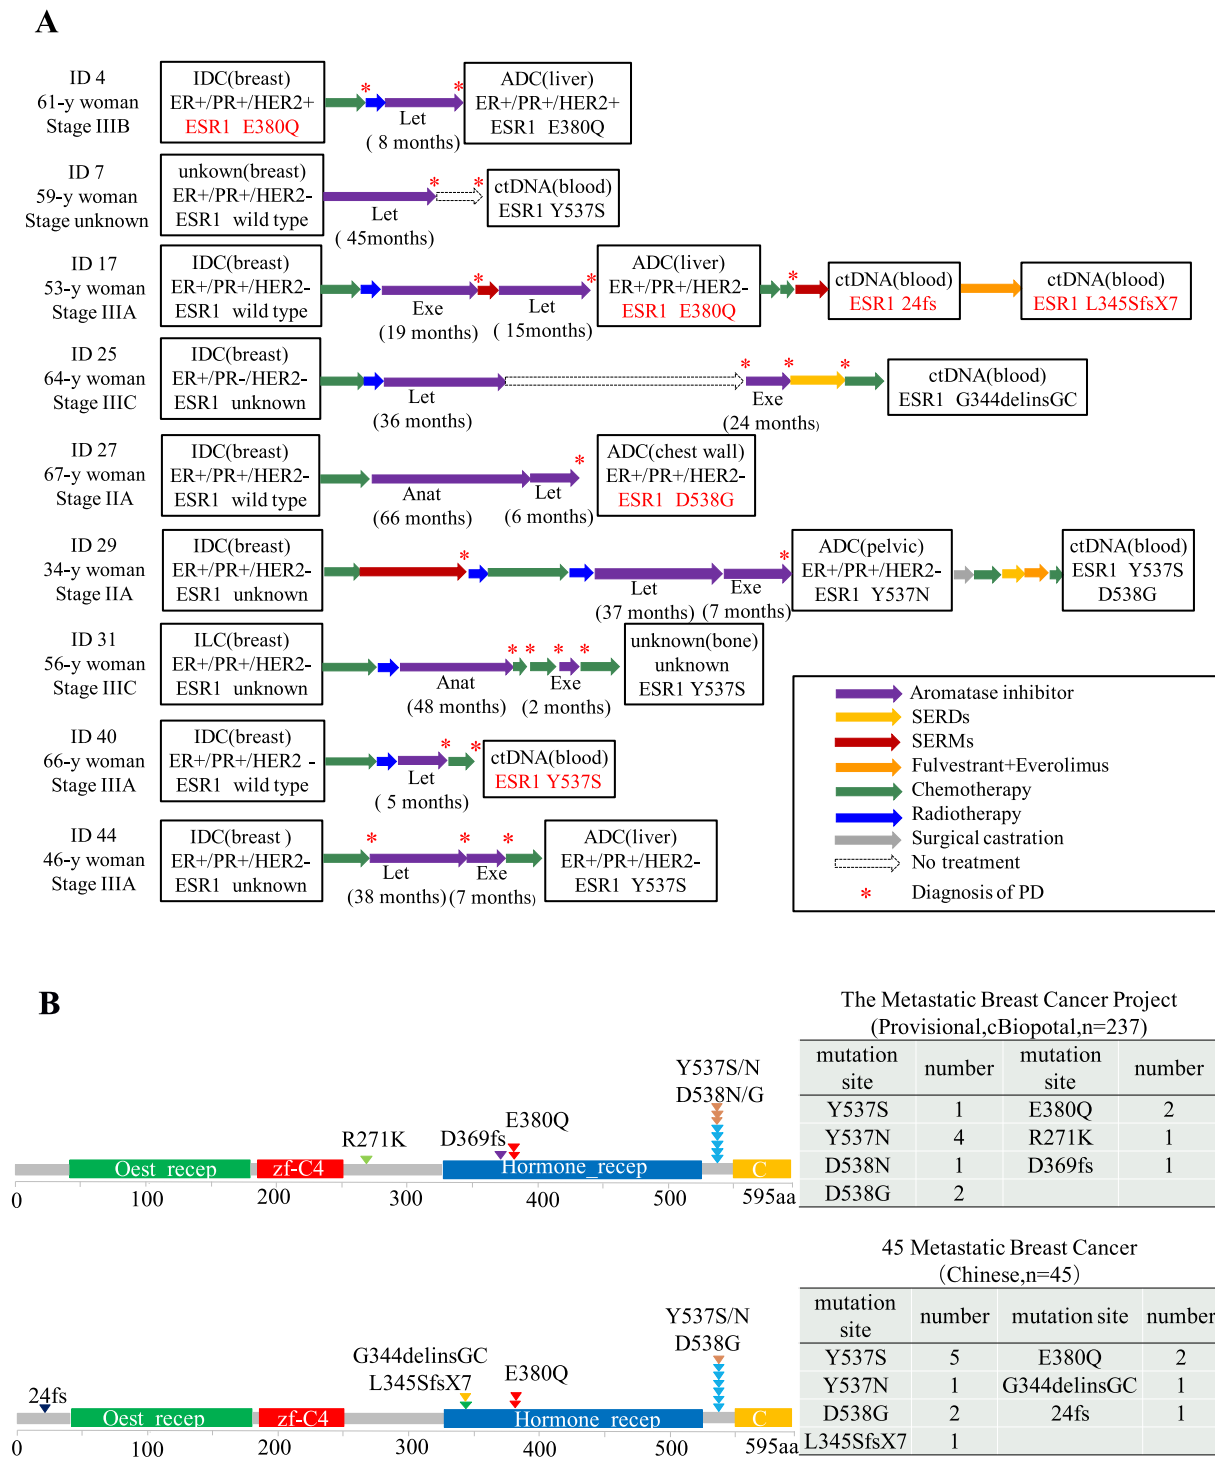 A
ID 4
61-y woman
Stage IIIB
IDC(breast)
ER+/PR+/HER2+
ESR1 E380Q
*
*
Let
( 8 months)
ADC(liver)
ER+/PR+/HER2+
ESR1 E380Q
ID 7
59-y woman
Stage unknown
unkown(breast)
ER+/PR+/HER2-
ESR1 wild type
*
*
Let
( 45months)
ctDNA(blood)
ESR1 Y537S
ID 17
53-y woman
Stage IIIA
IDC(breast)
ER+/PR+/HER2-
ESR1 wild type
*
*
Exe
(19 months)
Let
( 15months)
ADC(liver)
ER+/PR+/HER2-
ESR1 E380Q
*
ctDNA(blood)
ESR1 24fs
ctDNA(blood)
ESR1 L345SfsX7
ID 25
64-y woman
Stage IIIC
IDC(breast)
ER+/PR-/HER2-
ESR1 unknown
Let
(36 months)
*
*
*
Exe
(24 months)
ctDNA(blood)
ESR1 G344delinsGC
ID 27
67-y woman
Stage IIA
IDC(breast)
ER+/PR+/HER2-
ESR1 wild type
Anat
(66 months)
Let
(6 months)
*
ADC(chest wall)
ER+/PR+/HER2-
ESR1 D538G
ID 29
34-y woman
Stage IIA
IDC(breast)
ER+/PR+/HER2-
ESR1 unknown
*
*
Let
(37 months)
Exe
(7 months)
ADC(pelvic)
ER+/PR+/HER2-
ESR1 Y537N
ctDNA(blood)
ESR1 Y537S
D538G
ID 31
56-y woman
Stage IIIC
ILC(breast)
ER+/PR+/HER2-
ESR1 unknown
Anat
(48 months)
*
*
*
*
Exe
(2 months)
unknown(bone)
unknown
ESR1 Y537S
ID 40
66-y woman
Stage IIIA
IDC(breast)
ER+/PR+/HER2 -
ESR1 wild type
*
*
Let
( 5 months)
ctDNA(blood)
ESR1 Y537S
ID 44
46-y woman
Stage IIIA
IDC(breast )
ER+/PR+/HER2-
ESR1 unknown
*
*
*
Let
(38 months)
Exe
(7 months)
ADC(liver)
ER+/PR+/HER2-
ESR1 Y537S
Aromatase inhibitor
SERDs
SERMs
Fulvestrant+Everolimus
Chemotherapy
Radiotherapy
Surgical castration
No treatment
* Diagnosis of PD
B
Y537S/N
D538N/G
E380Q
D369fs
R271K
Oest_recep
zf-C4
Hormone_recep
C
0 100 200 300 400 500 595aa
The Metastatic Breast Cancer Project
(Provisional,cBiopotal,n=237)
mutation site number mutation site number
Y537S 1 E380Q 2
Y537N 4 R271K 1
D538N 1 D369fs 1
D538G 2
Y537S/N
D538G
G344delinsGC
L345SfsX7
E380Q
24fs
Oest_recep
zf-C4
Hormone_recep
C
0 100 200 300 400 500 595aa
45 Metastatic Breast Cancer
(Chinese,n=45)
mutation site number mutation site number
Y537S 5 E380Q 2
Y537N 1 G344delinsGC 1
D538G 2 24fs 1
L345SfsX7 1